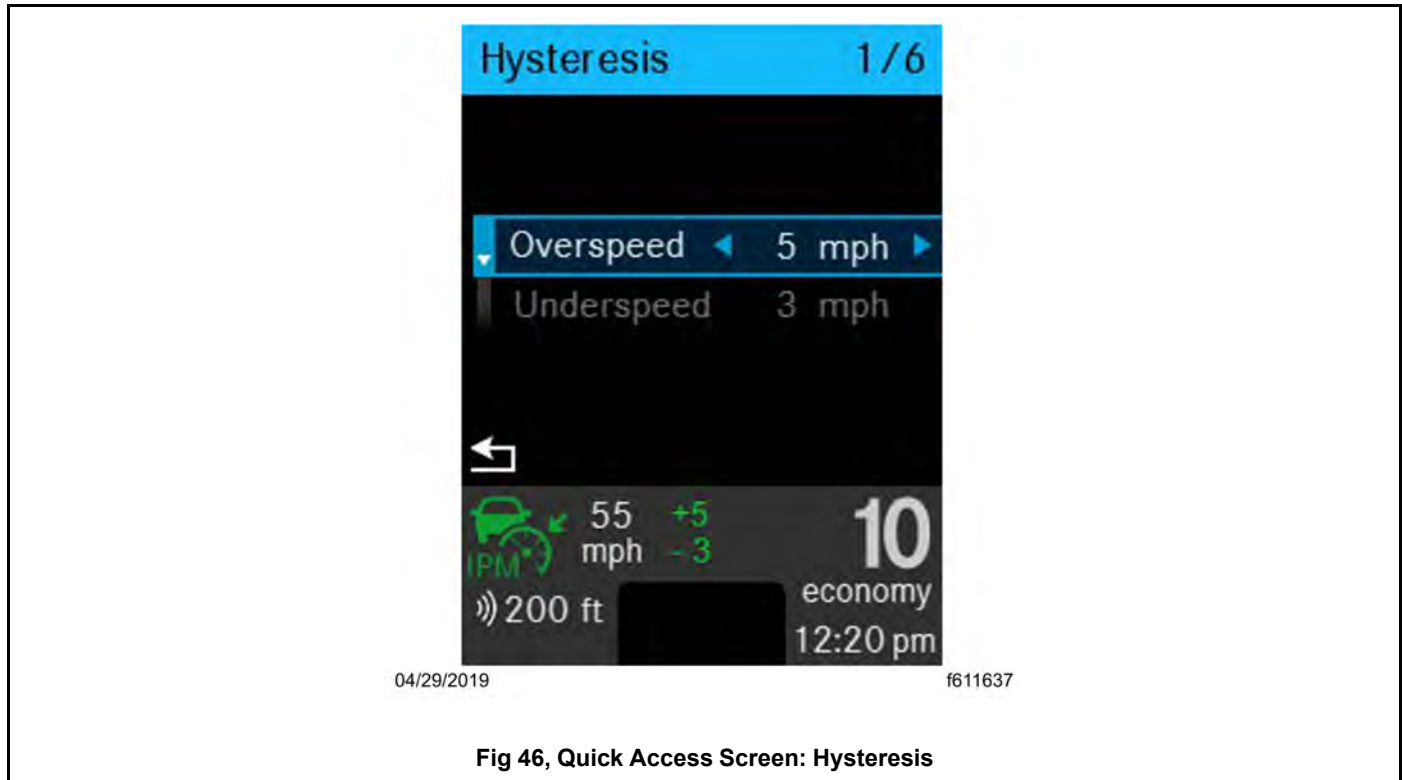 Hysteresis 1/6
Overspeed 5 mph
Underspeed 3 mph
55 +5
mph - 3
10
IPM
economy
200 ft
12:20 pm
04/29/2019 f611637
Fig 46, Quick Access Screen: Hysteresis